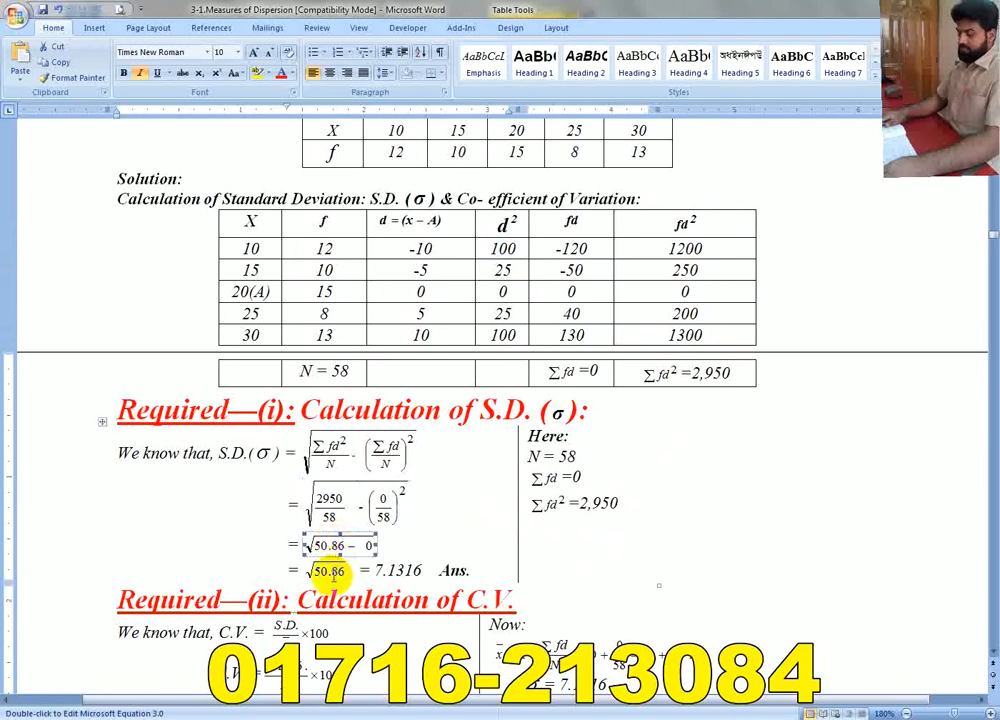 3-1.Measures of Dispersion [Compatibility Mode] - Microsoft Word
Table Tools
Home Insert Page Layout References Mailings Review View Developer Add-Ins Design Layout
Cut
Copy
Format Painter
Paste
Clipboard
Times New Roman 10
Font
Paragraph
AaBbCcI Emphasis
AaBbC Heading 1
AaBbCc Heading 2
AaBbC( Heading 3
AaBbCcD Heading 4
Heading 5
AaBbC Heading 6
AaBbCcD Heading 7
Styles
X 10 15 20 25 30
f 12 10 15 8 13
Solution:
Calculation of Standard Deviation: S.D. (σ) & Co- efficient of Variation:
X f d = (x – A) d² fd fd²
10 12 -10 100 -120 1200
15 10 -5 25 -50 250
20(A) 15 0 0 0 0
25 8 5 25 40 200
30 13 10 100 130 1300
N = 58 ∑ fd =0 ∑ fd² =2,950
Required—(i): Calculation of S.D. (σ):
We know that, S.D.(σ) = √(∑ fd²/N - (∑ fd/N)²)
= √(2950/58 - (0/58)²)
= √50.86 – 0
= √50.86 = 7.1316 Ans.
Here:
N = 58
∑ fd =0
∑ fd² =2,950
Required—(ii): Calculation of C.V.
We know that, C.V. = S.D. ×100
Now:
01716-213084
Double-click to Edit Microsoft Equation 3.0
180%